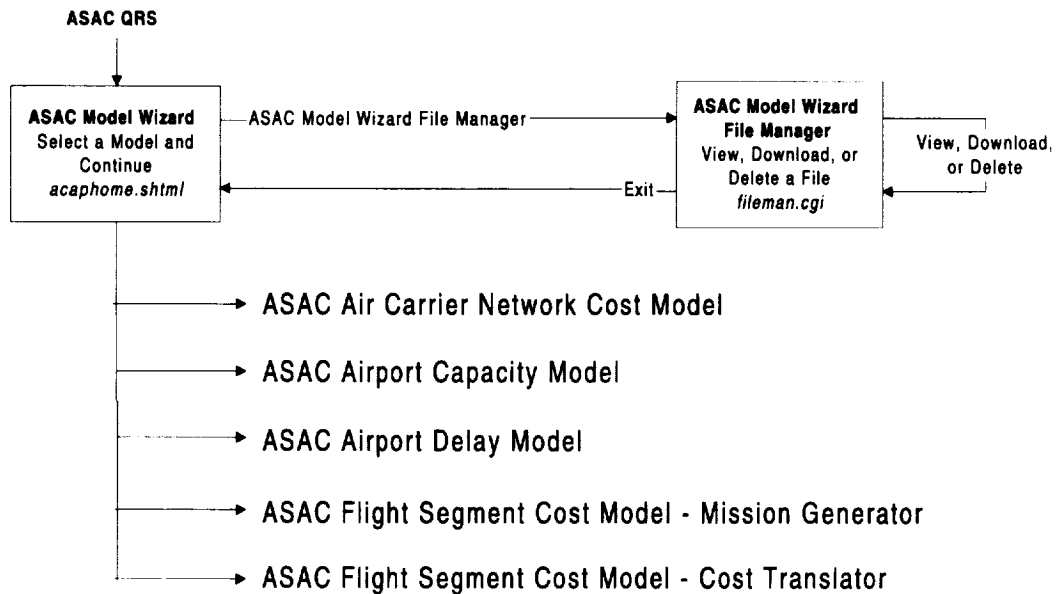 ASAC QRS
ASAC Model Wizard
Select a Model and
Continue
acaphome.shtml
ASAC Model Wizard File Manager
Exit
ASAC Model Wizard
File Manager
View, Download, or
Delete a File
fileman.cgi
View, Download,
or Delete
ASAC Air Carrier Network Cost Model
ASAC Airport Capacity Model
ASAC Airport Delay Model
ASAC Flight Segment Cost Model - Mission Generator
ASAC Flight Segment Cost Model - Cost Translator